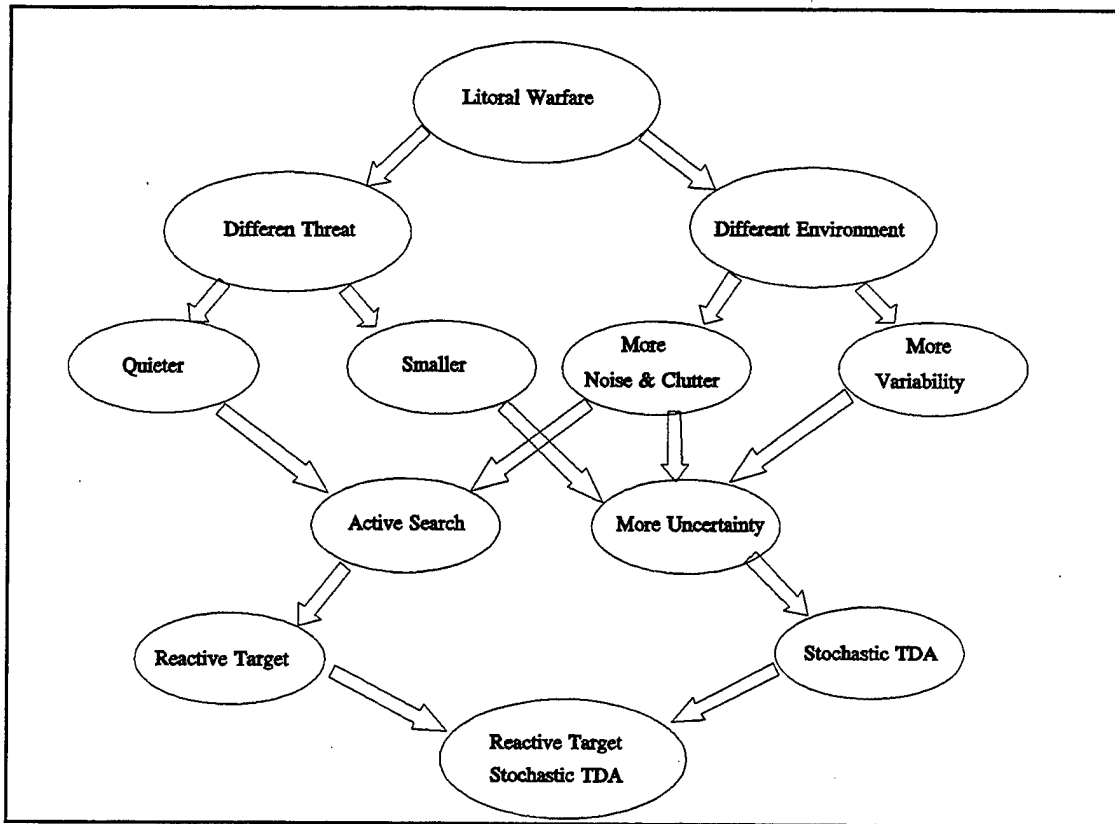 Litoral Warfare
Differen Threat
Different Environment
Quieter
Smaller
More
Noise & Clutter
More
Variability
Active Search
More Uncertainty
Reactive Target
Stochastic TDA
Reactive Target
Stochastic TDA